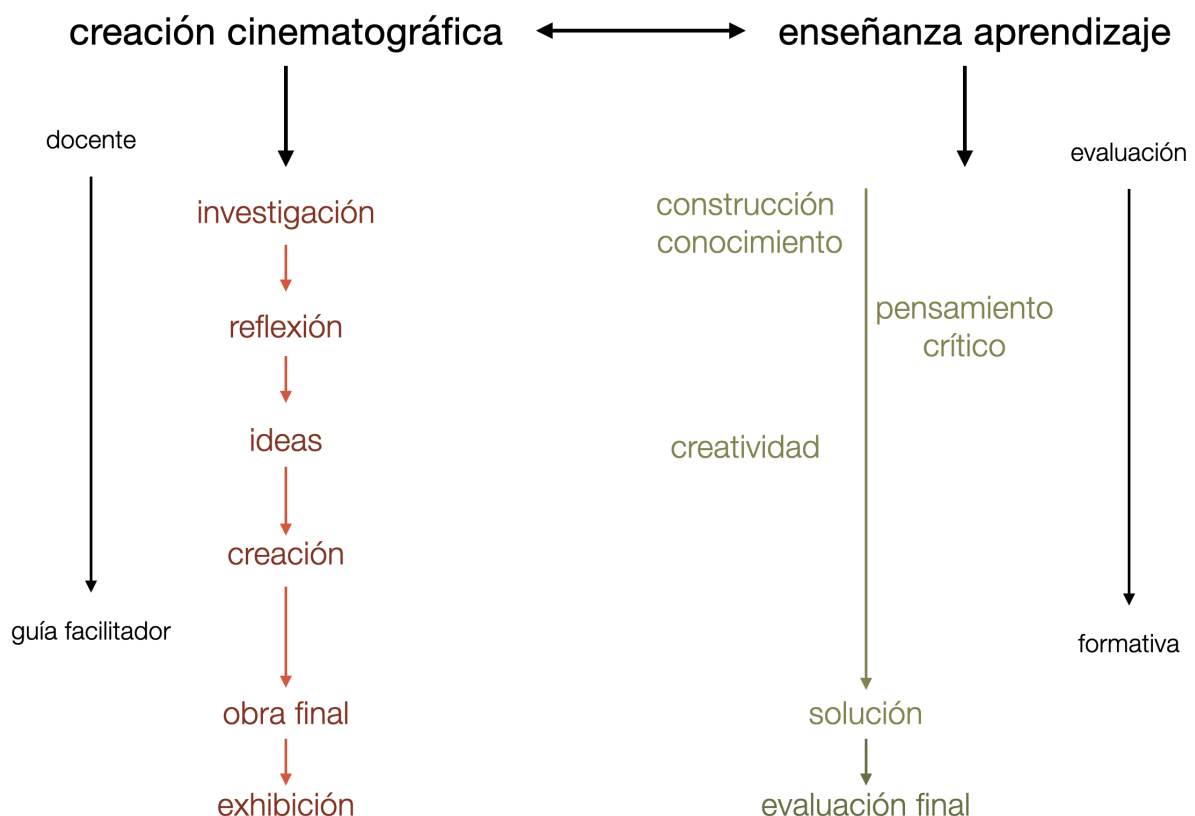 creación cinematográfica
enseñanza aprendizaje
docente
evaluación
investigación
construcción
conocimiento
reflexión
pensamiento
crítico
ideas
creatividad
creación
guía facilitador
formativa
obra final
solución
exhibición
evaluación final